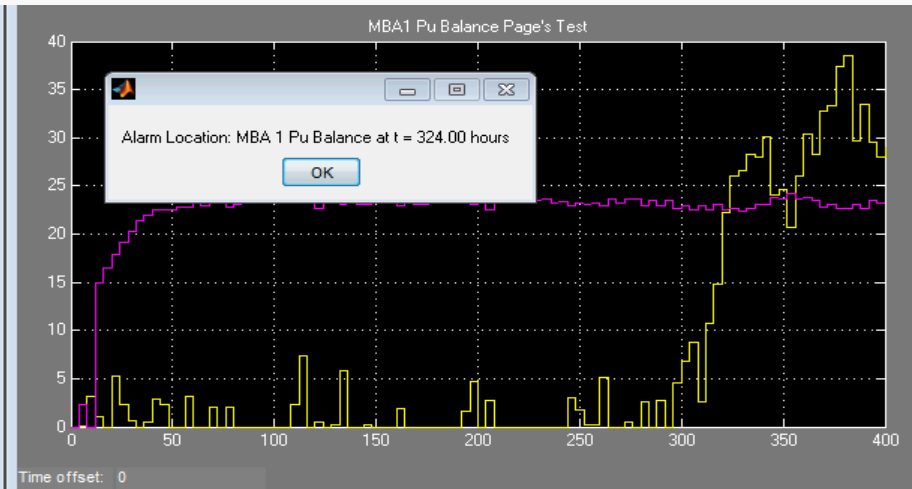 MBA1 Pu Balance Page's Test
40
35
30
25
20
15
10
5
0
Alarm Location: MBA 1 Pu Balance at t = 324.00 hours
OK
0 50 100 150 200 250 300 350 400
Time offset: 0